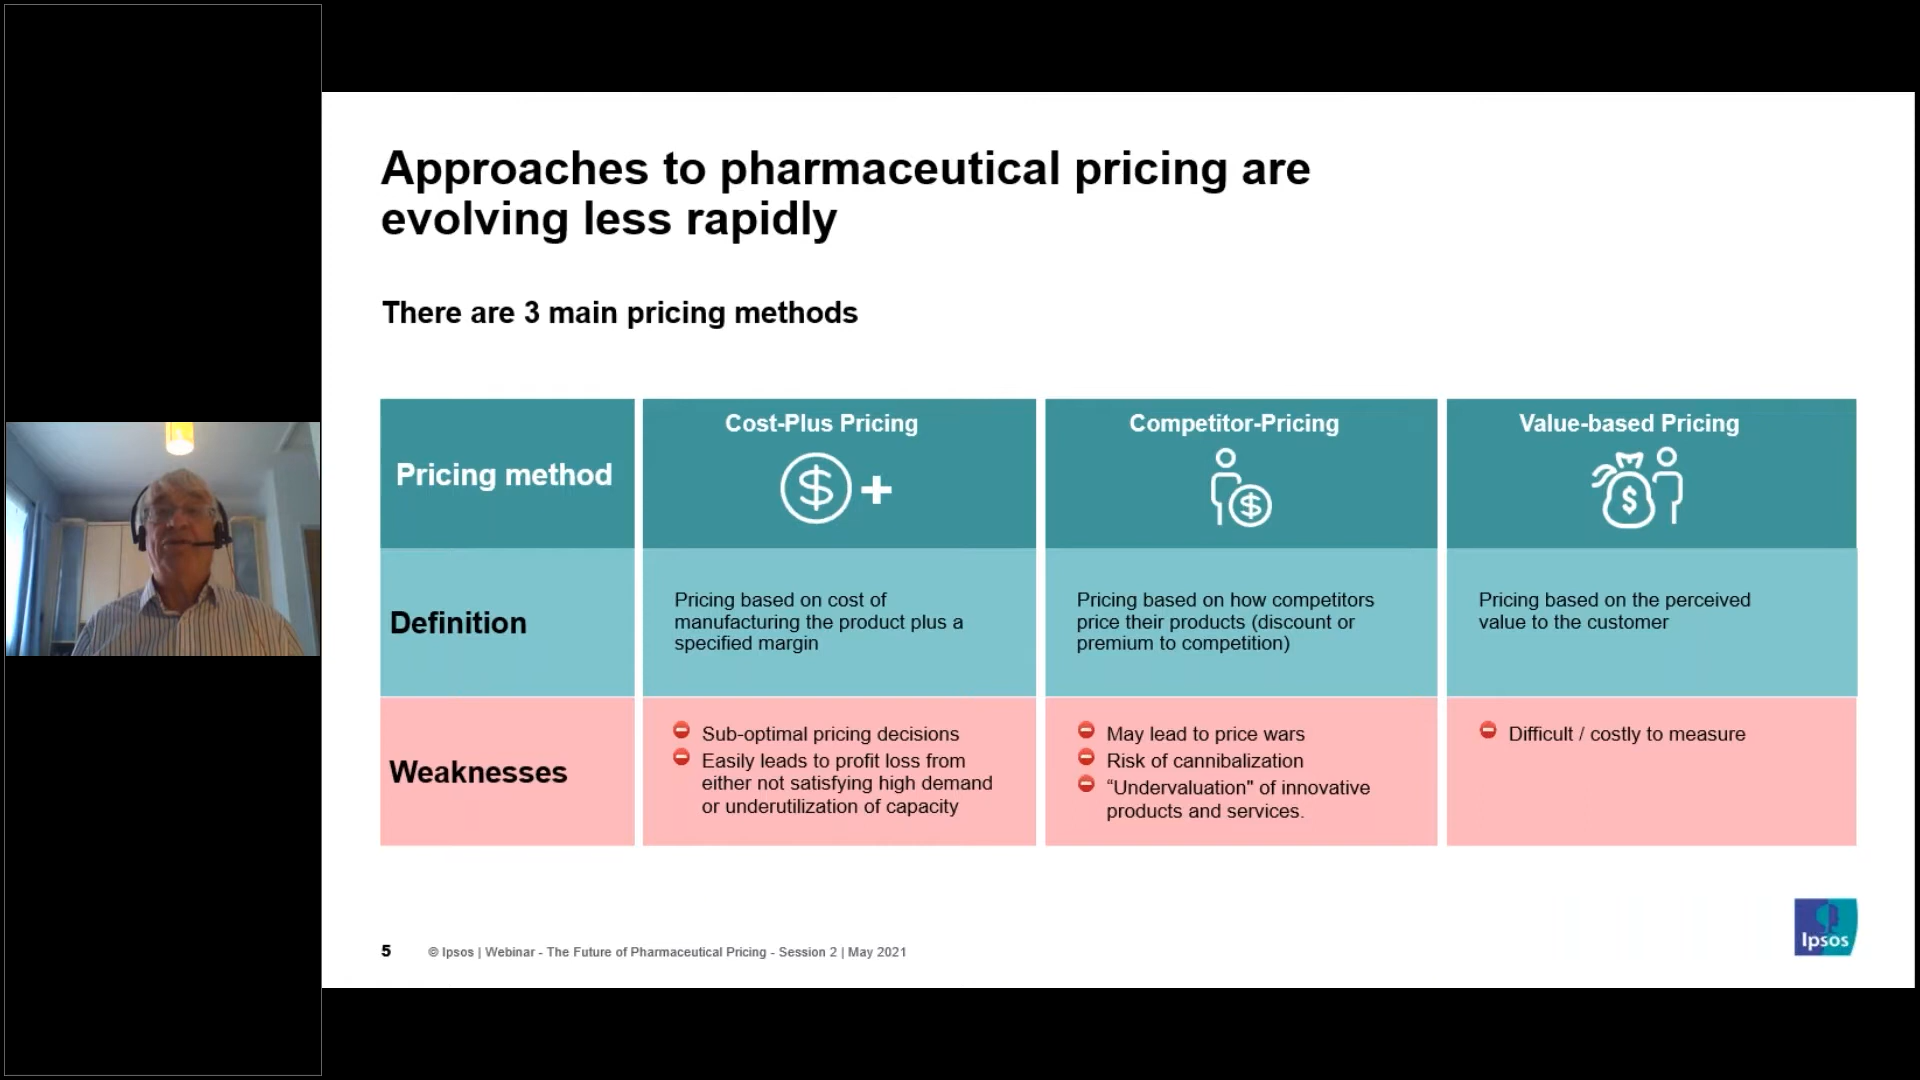 Approaches to pharmaceutical pricing are
evolving less rapidly
There are 3 main pricing methods
Pricing method
Cost-Plus Pricing
$
+
Competitor-Pricing
$
Value-based Pricing
$
Definition
Pricing based on cost of
manufacturing the product plus a
specified margin
Pricing based on how competitors
price their products (discount or
premium to competition)
Pricing based on the perceived
value to the customer
Weaknesses
Sub-optimal pricing decisions
Easily leads to profit loss from
either not satisfying high demand
or underutilization of capacity
May lead to price wars
Risk of cannibalization
“Undervaluation" of innovative
products and services.
Difficult / costly to measure
5
© Ipsos | Webinar - The Future of Pharmaceutical Pricing - Session 2 | May 2021
Ipsos